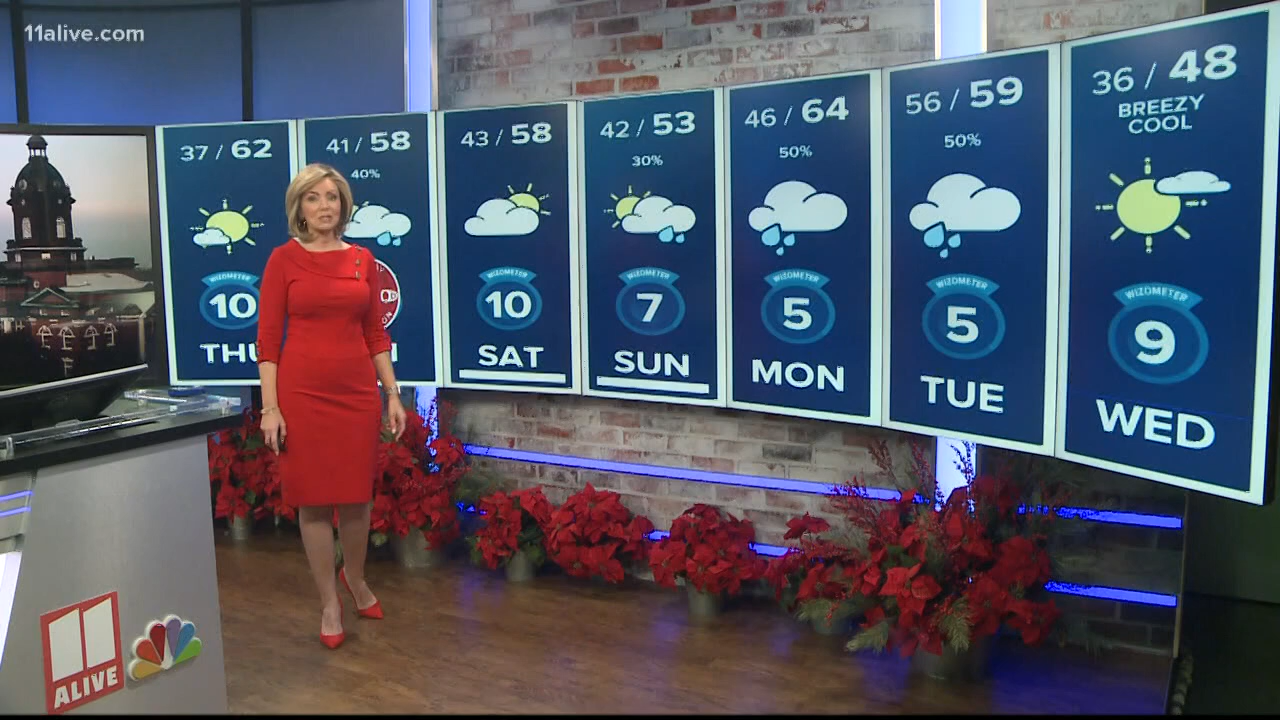 11alive.com
37 / 62
WIZOMETER
10
THU
41 / 58
40%
43 / 58
WIZOMETER
10
SAT
42 / 53
30%
WIZOMETER
7
SUN
46 / 64
50%
WIZOMETER
5
MON
56 / 59
50%
WIZOMETER
5
TUE
36 / 48
BREEZY
COOL
WIZOMETER
9
WED
11
ALIVE